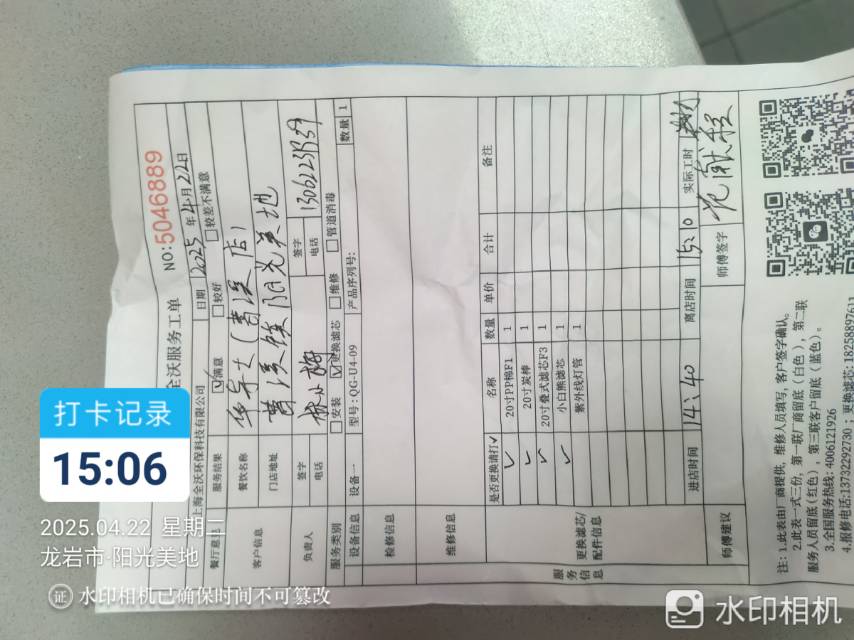 全沃服务工单 NO:5046889
上海全沃环保科技有限公司 日期 2025年4月22日
服务结果 ☑满意 □较好 □较差不满意
客户信息 餐饮名称 华莱士(曹溪店)
门店地址 曹溪镇阳光美地
负责人 签字 签字
电话 电话
服务类别 □安装 ☑更换滤芯 □维修 □管道消毒
设备信息 设备一 型号:QG-U4-09 产品序列号: 数量 1
检修信息
维修信息
服务信息
更换滤芯/配件信息
是否更换请打✓ 名称 数量 单价 合计 备注
✓ 20寸PP棉F1 1
✓ 20寸炭棒 1
✓ 20寸叠式滤芯F3 1
✓ 小白熊滤芯 1
紫外线灯管 1
进店时间 14:40 离店时间 15:10 实际工时
师傅建议 师傅签字
注:1.此表由厂商提供,维修人员填写,客户签字确认。
2.此表一式三份,第一联厂商留底(白色),第二联
服务人员留底(红色),第三联客户留底(蓝色)。
3.全国服务热线:4006121926
4.报修电话:13732292730;更换滤芯:18258897611
打卡记录
15:06
2025.04.22 星期二
龙岩市·阳光美地
证 水印相机已确保时间不可篡改
水印相机